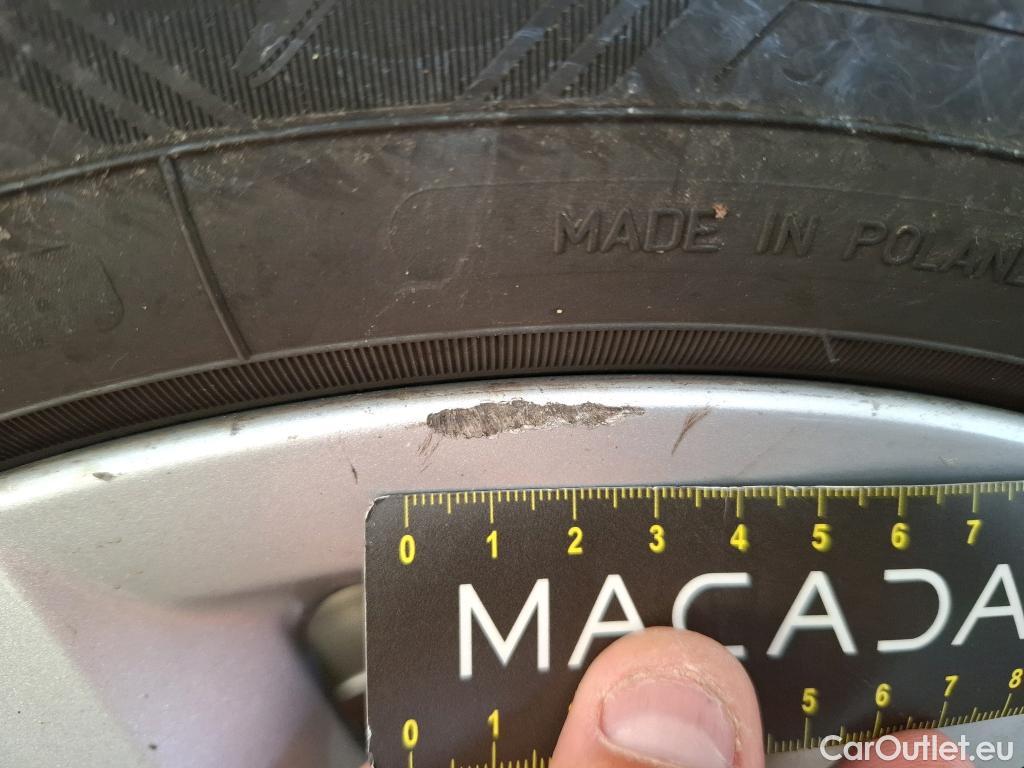 MADE IN POLAND
0 1 2 3 4 5 6 7
MACADA
0 1 5 6 7 8
CarOutlet.eu